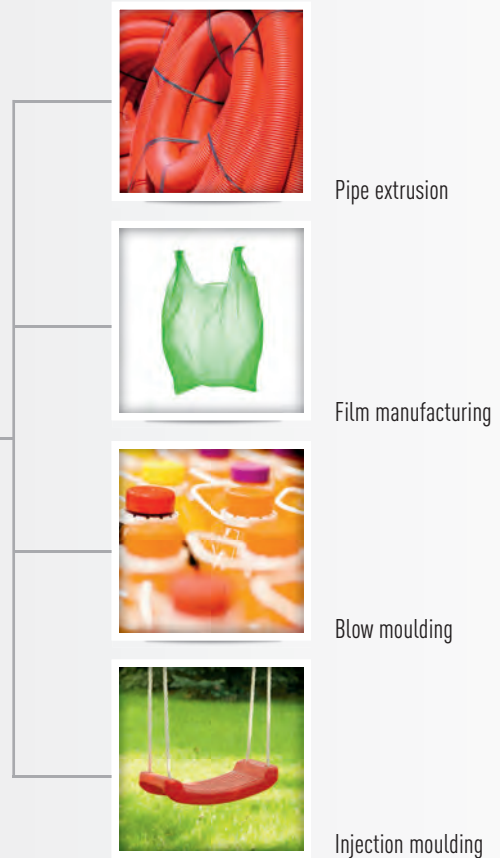 Pipe extrusion
Film manufacturing
Blow moulding
Injection moulding